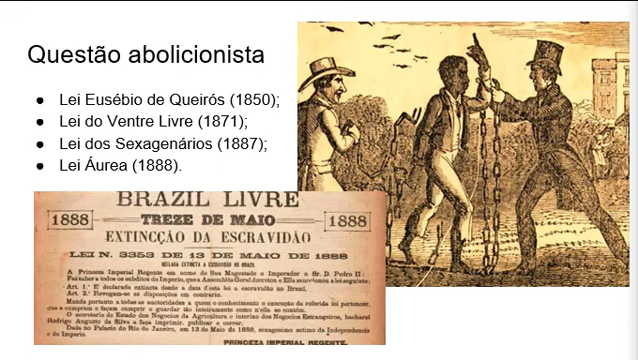 Questão abolicionista
● Lei Eusébio de Queirós (1850);
● Lei do Ventre Livre (1871);
● Lei dos Sexagenários (1887);
● Lei Áurea (1888).
BRAZIL LIVRE
1888 TREZE DE MAIO 1888
EXTINCÇÃO DA ESCRAVIDÃO
LEI N. 3353 DE 13 DE MAIO DE 1888
DECLARA EXTINCTA A ESCRAVIDÃO NO BRAZIL
A Princeza Imperial Regente em nome de Sua Magestade o Imperador o Sr. D. Pedro II:
Faz saber a todos os subditos do Imperio, que a Assembléa Geral decretou e Ella sanccionou a lei seguinte:
Art. 1.º É declarada extincta desde a data d'esta lei a escravidão no Brazil.
Art. 2.º Revogam-se as disposições em contrario.
Manda portanto a todas as auctoridades a quem o conhecimento e execução da referida lei pertencer,
que a cumpram e façam cumprir e guardar tão inteiramente como n'ella se contém.
O secretario de Estado dos Negocios da Agricultura e interino dos Negocios Estrangeiros, bacharel
Rodrigo Augusto da Silva a faça imprimir, publicar e correr.
Dada no Palacio do Rio de Janeiro, em 13 de Maio de 1888, sexagesimo setimo da Independencia
e do Imperio.
PRINCEZA IMPERIAL REGENTE.